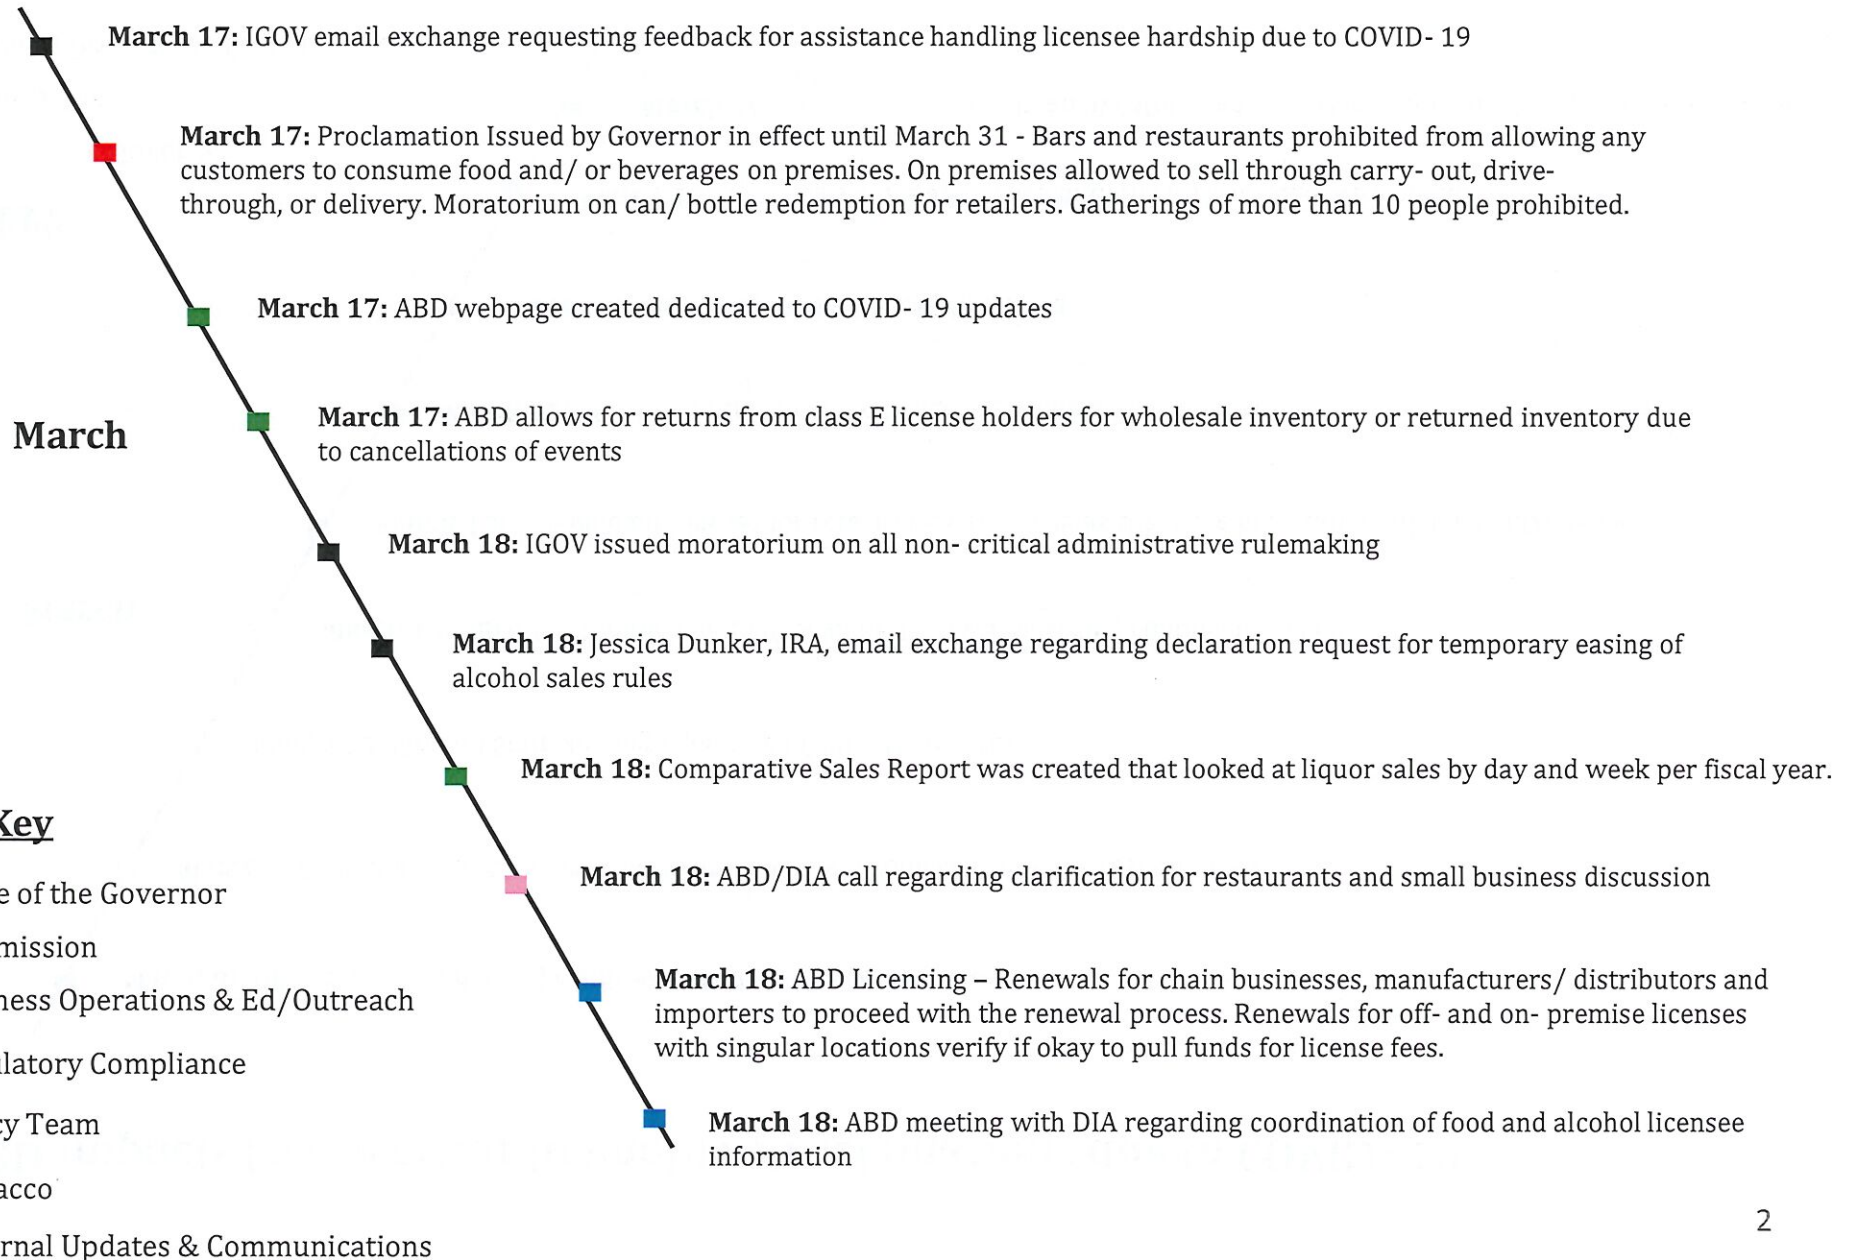 March 17: IGOV email exchange requesting feedback for assistance handling licensee hardship due to COVID- 19
March 17: Proclamation Issued by Governor in effect until March 31 - Bars and restaurants prohibited from allowing any
customers to consume food and/ or beverages on premises. On premises allowed to sell through carry- out, drive-
through, or delivery. Moratorium on can/ bottle redemption for retailers. Gatherings of more than 10 people prohibited.
March 17: ABD webpage created dedicated to COVID- 19 updates
March 17: ABD allows for returns from class E license holders for wholesale inventory or returned inventory due
to cancellations of events
March
March 18: IGOV issued moratorium on all non- critical administrative rulemaking
March 18: Jessica Dunker, IRA, email exchange regarding declaration request for temporary easing of
alcohol sales rules
March 18: Comparative Sales Report was created that looked at liquor sales by day and week per fiscal year.
Key
e of the Governor
mission
ness Operations & Ed/Outreach
latory Compliance
cy Team
acco
rnal Updates & Communications
March 18: ABD/DIA call regarding clarification for restaurants and small business discussion
March 18: ABD Licensing – Renewals for chain businesses, manufacturers/ distributors and
importers to proceed with the renewal process. Renewals for off- and on- premise licenses
with singular locations verify if okay to pull funds for license fees.
March 18: ABD meeting with DIA regarding coordination of food and alcohol licensee
information
2